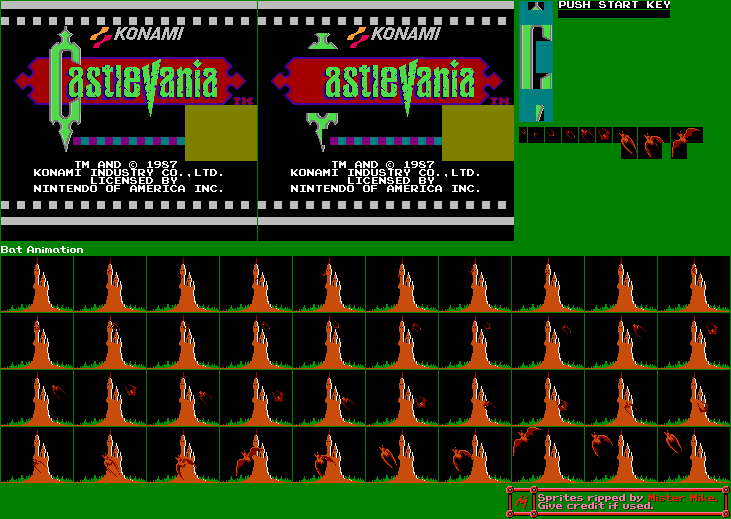 KONAMI
Castlevania
TM
TM AND © 1987
KONAMI INDUSTRY CO.,LTD.
LICENSED BY
NINTENDO OF AMERICA INC.
KONAMI
astlevania
TM
TM AND © 1987
KONAMI INDUSTRY CO.,LTD.
LICENSED BY
NINTENDO OF AMERICA INC.
PUSH START KEY
Bat Animation
Sprites ripped by Mister Mike.
Give credit if used.